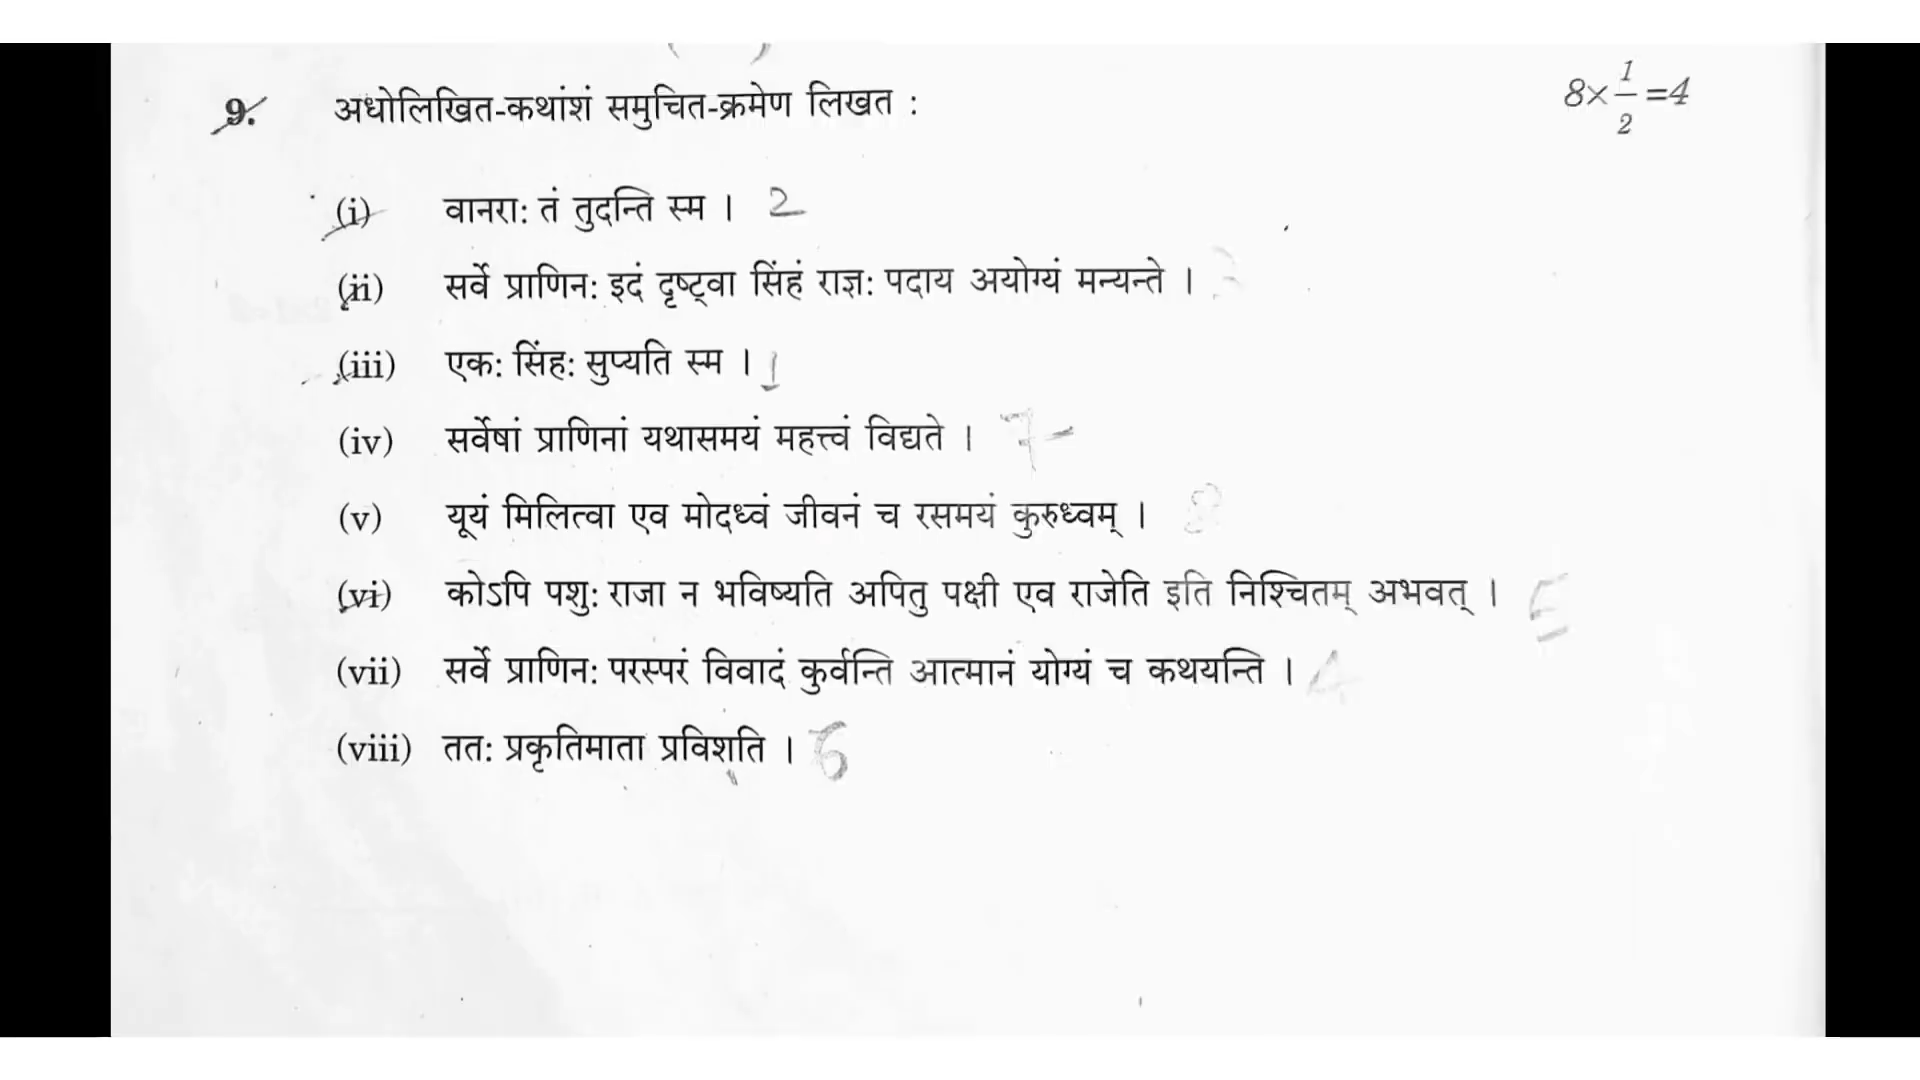 9. अधोलिखित-कथांशं समुचित-क्रमेण लिखत : 8×1/2=4
(i) वानराः तं तुदन्ति स्म । 2
(ii) सर्वे प्राणिनः इदं दृष्ट्वा सिंहं राज्ञः पदाय अयोग्यं मन्यन्ते । 3
(iii) एकः सिंहः सुप्यति स्म । 1
(iv) सर्वेषां प्राणिनां यथासमयं महत्त्वं विद्यते । 7
(v) यूयं मिलित्वा एव मोदध्वं जीवनं च रसमयं कुरुध्वम् । 8
(vi) कोऽपि पशुः राजा न भविष्यति अपितु पक्षी एव राजेति इति निश्चितम् अभवत् । 5
(vii) सर्वे प्राणिनः परस्परं विवादं कुर्वन्ति आत्मानं योग्यं च कथयन्ति । 4
(viii) ततः प्रकृतिमाता प्रविशति । 6